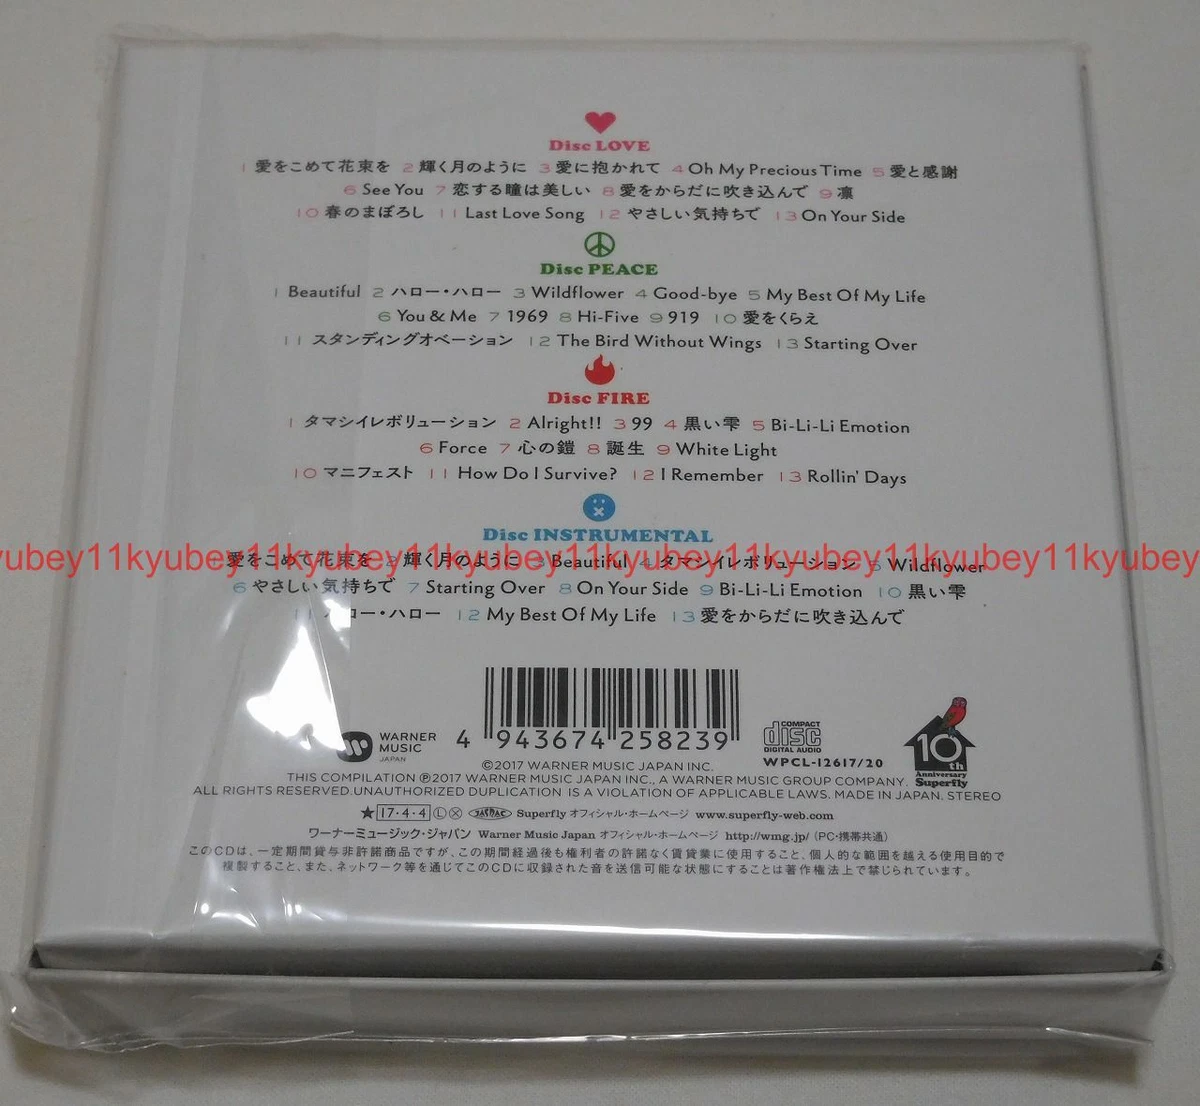 Disc LOVE
1 愛をこめて花束を 2 輝く月のように 3 愛に抱かれて 4 Oh My Precious Time 5 愛と感謝
6 See You 7 恋する瞳は美しい 8 愛をからだに吹き込んで 9 凛
10 春のまぼろし 11 Last Love Song 12 やさしい気持ちで 13 On Your Side
Disc PEACE
1 Beautiful 2 ハロー・ハロー 3 Wildflower 4 Good-bye 5 My Best Of My Life
6 You & Me 7 1969 8 Hi-Five 9 919 10 愛をくらえ
11 スタンディングオベーション 12 The Bird Without Wings 13 Starting Over
Disc FIRE
1 タマシイレボリューション 2 Alright!! 3 99 4 黒い雫 5 Bi-Li-Li Emotion
6 Force 7 心の鎧 8 誕生 9 White Light
10 マニフェスト 11 How Do I Survive? 12 I Remember 13 Rollin' Days
Disc INSTRUMENTAL
愛をこめて花束を 2 輝く月のように 3 Beautiful 4 タマシイレボリューション 5 Wildflower
kyubey11kyubey11kyubey11kyubey11kyubey11kyubey11kyubey11kyubey
6 やさしい気持ちで 7 Starting Over 8 On Your Side 9 Bi-Li-Li Emotion 10 黒い雫
11 ハロー・ハロー 12 My Best Of My Life 13 愛をからだに吹き込んで
WARNER MUSIC JAPAN
4 943674 258239
COMPACT disc DIGITAL AUDIO
WPCL-12617/20
10th Anniversary Superfly
©2017 WARNER MUSIC JAPAN INC.
THIS COMPILATION ℗2017 WARNER MUSIC JAPAN INC., A WARNER MUSIC GROUP COMPANY.
ALL RIGHTS RESERVED.UNAUTHORIZED DUPLICATION IS A VIOLATION OF APPLICABLE LAWS. MADE IN JAPAN. STEREO
★17・4・4 Ⓛ Ⓧ JASRAC Superfly オフィシャル・ホームページ www.superfly-web.com
ワーナーミュージック・ジャパン Warner Music Japan オフィシャル・ホームページ http://wmg.jp/ (PC・携帯共通)
このCDは、一定期間貸与非許諾商品ですが、この期間経過後も権利者の許諾なく賃貸業に使用すること、個人的な範囲を越える使用目的で
複製すること、また、ネットワーク等を通じてこのCDに収録された音を送信可能な状態にすることは著作権法上で禁じられています。